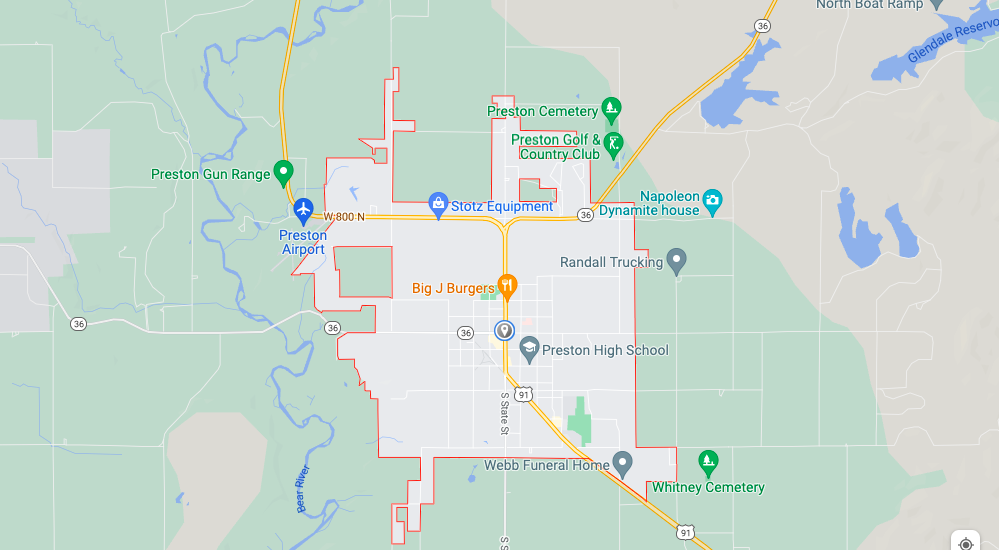 North Boat Ramp
36
Glendale Reservo
Preston Cemetery
Preston Golf &
Country Club
Preston Gun Range
Napoleon
Dynamite house
W 800 N
Stotz Equipment
36
Preston
Airport
Randall Trucking
Big J Burgers
36
36
36
Preston High School
91
S State St
Webb Funeral Home
Whitney Cemetery
Bear River
91
S S